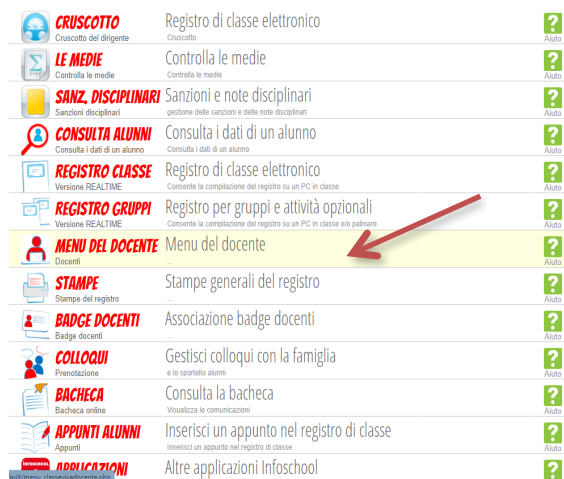 CRUSCOTTO Registro di classe elettronico
Cruscotto del dirigente Cruscotto Aiuto
LE MEDIE Controlla le medie
Controlla le medie Controlla le medie Aiuto
SANZ. DISCIPLINARI Sanzioni e note disciplinari
Sanzioni disciplinari gestione delle sanzioni e delle note disciplinari Aiuto
CONSULTA ALUNNI Consulta i dati di un alunno
Consulta i dati di un alunno Consulta i dati di un alunno Aiuto
REGISTRO CLASSE Registro di classe elettronico
Versione REALTIME Consente la compilazione del registro su un PC in classe Aiuto
REGISTRO GRUPPI Registro per gruppi e attività opzionali
Versione REALTIME Consente la compilazione del registro su un PC in classe e/o palmare Aiuto
MENU DEL DOCENTE Menu del docente
Docenti ... Aiuto
STAMPE Stampe generali del registro
Stampe del registro ... Aiuto
BADGE DOCENTI Associazione badge docenti
Badge docenti ... Aiuto
COLLOQUI Gestisci colloqui con la famiglia
Prenotazione e lo sportello alunni Aiuto
BACHECA Consulta la bacheca
Bacheca online Visualizza le comunicazioni Aiuto
APPUNTI ALUNNI Inserisci un appunto nel registro di classe
Appunti Inserisci un appunto nel registro di classe Aiuto
INFOSCHOOL APPLICAZIONI Altre applicazioni Infoschool
Aiuto